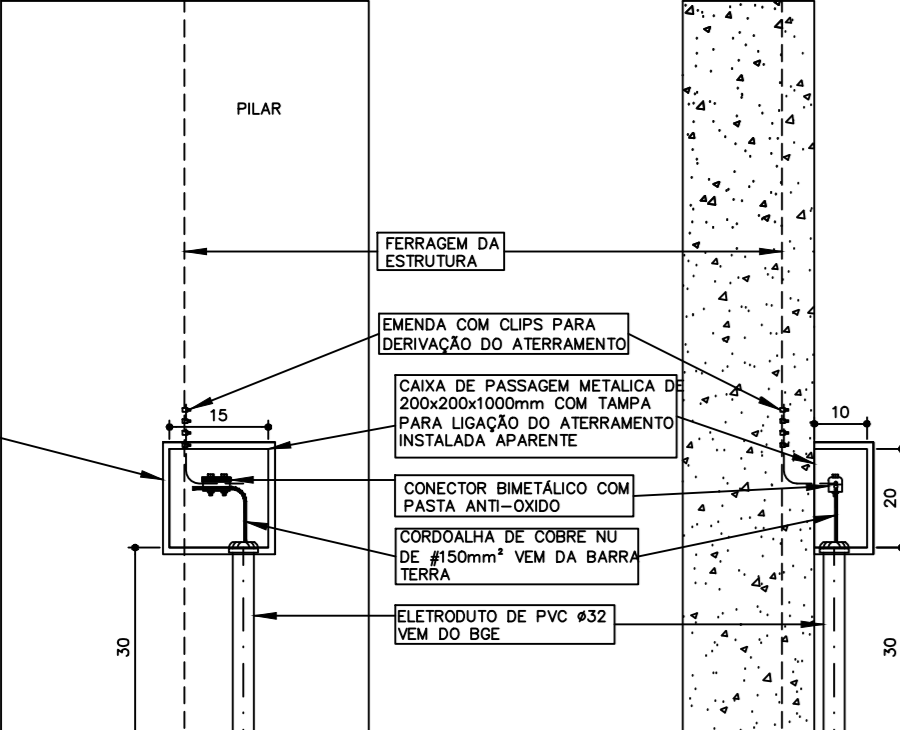 PILAR
FERRAGEM DA
ESTRUTURA
EMENDA COM CLIPS PARA
DERIVAÇÃO DO ATERRAMENTO
CAIXA DE PASSAGEM METALICA DE
200x200x1000mm COM TAMPA
PARA LIGAÇÃO DO ATERRAMENTO
INSTALADA APARENTE
15
10
CONECTOR BIMETÁLICO COM
PASTA ANTI-OXIDO
20
CORDOALHA DE COBRE NU
DE #150mm² VEM DA BARRA
TERRA
ELETRODUTO DE PVC Ø32
VEM DO BGE
30
30